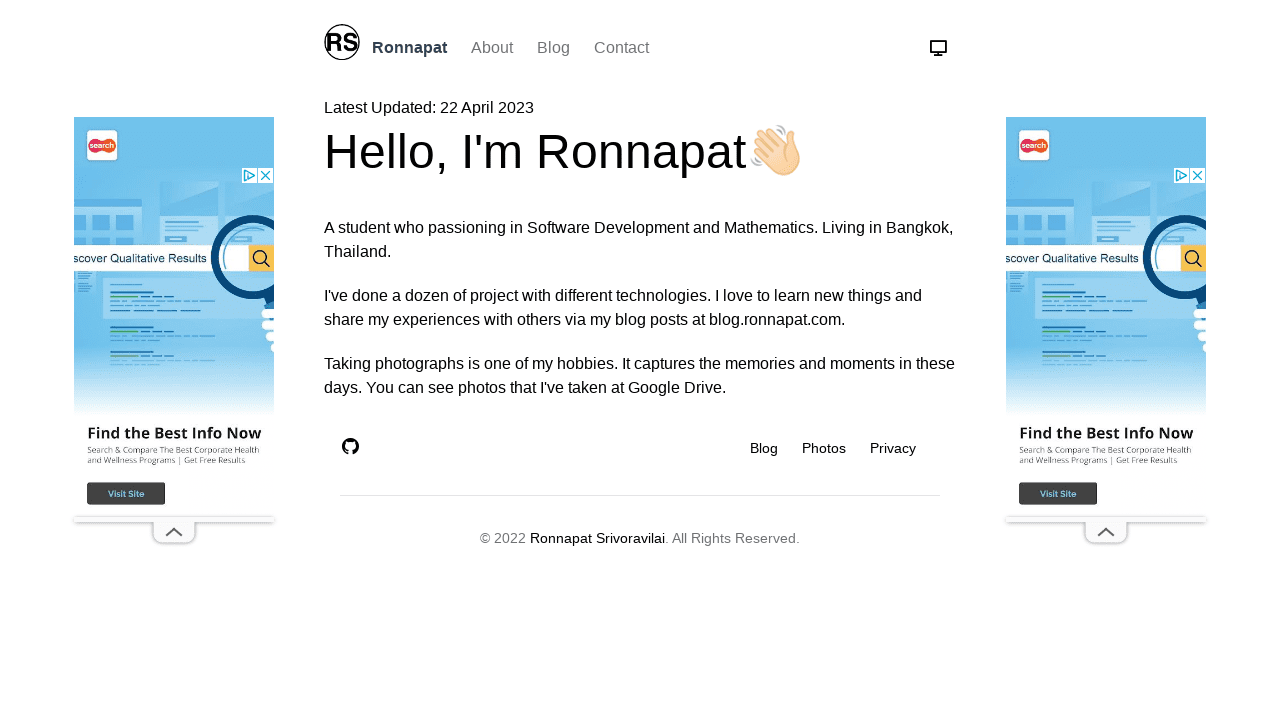 RS Ronnapat About Blog Contact
Latest Updated: 22 April 2023
Hello, I'm Ronnapat
A student who passioning in Software Development and Mathematics. Living in Bangkok,
Thailand.
I've done a dozen of project with different technologies. I love to learn new things and
share my experiences with others via my blog posts at blog.ronnapat.com.
Taking photographs is one of my hobbies. It captures the memories and moments in these
days. You can see photos that I've taken at Google Drive.
Blog Photos Privacy
© 2022 Ronnapat Srivoravilai. All Rights Reserved.
search
scover Qualitative Results
Find the Best Info Now
Search & Compare The Best Corporate Health
and Wellness Programs | Get Free Results
Visit Site
search
scover Qualitative Results
Find the Best Info Now
Search & Compare The Best Corporate Health
and Wellness Programs | Get Free Results
Visit Site